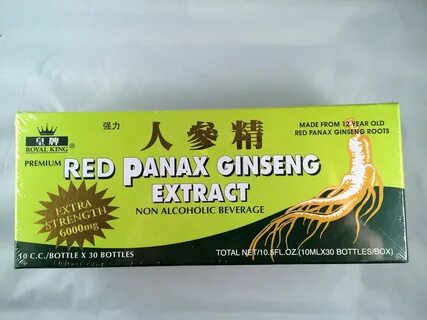 皇牌
ROYAL KING®
强力
人參精
MADE FROM 12 YEAR OLD
RED PANAX GINSENG ROOTS
PREMIUM
RED PANAX GINSENG
EXTRACT
NON ALCOHOLIC BEVERAGE
EXTRA
STRENGTH
6000mg
10 C.C./BOTTLE X 30 BOTTLES
TOTAL NET/10.5FL.OZ.(10MLX30 BOTTLES/BOX)